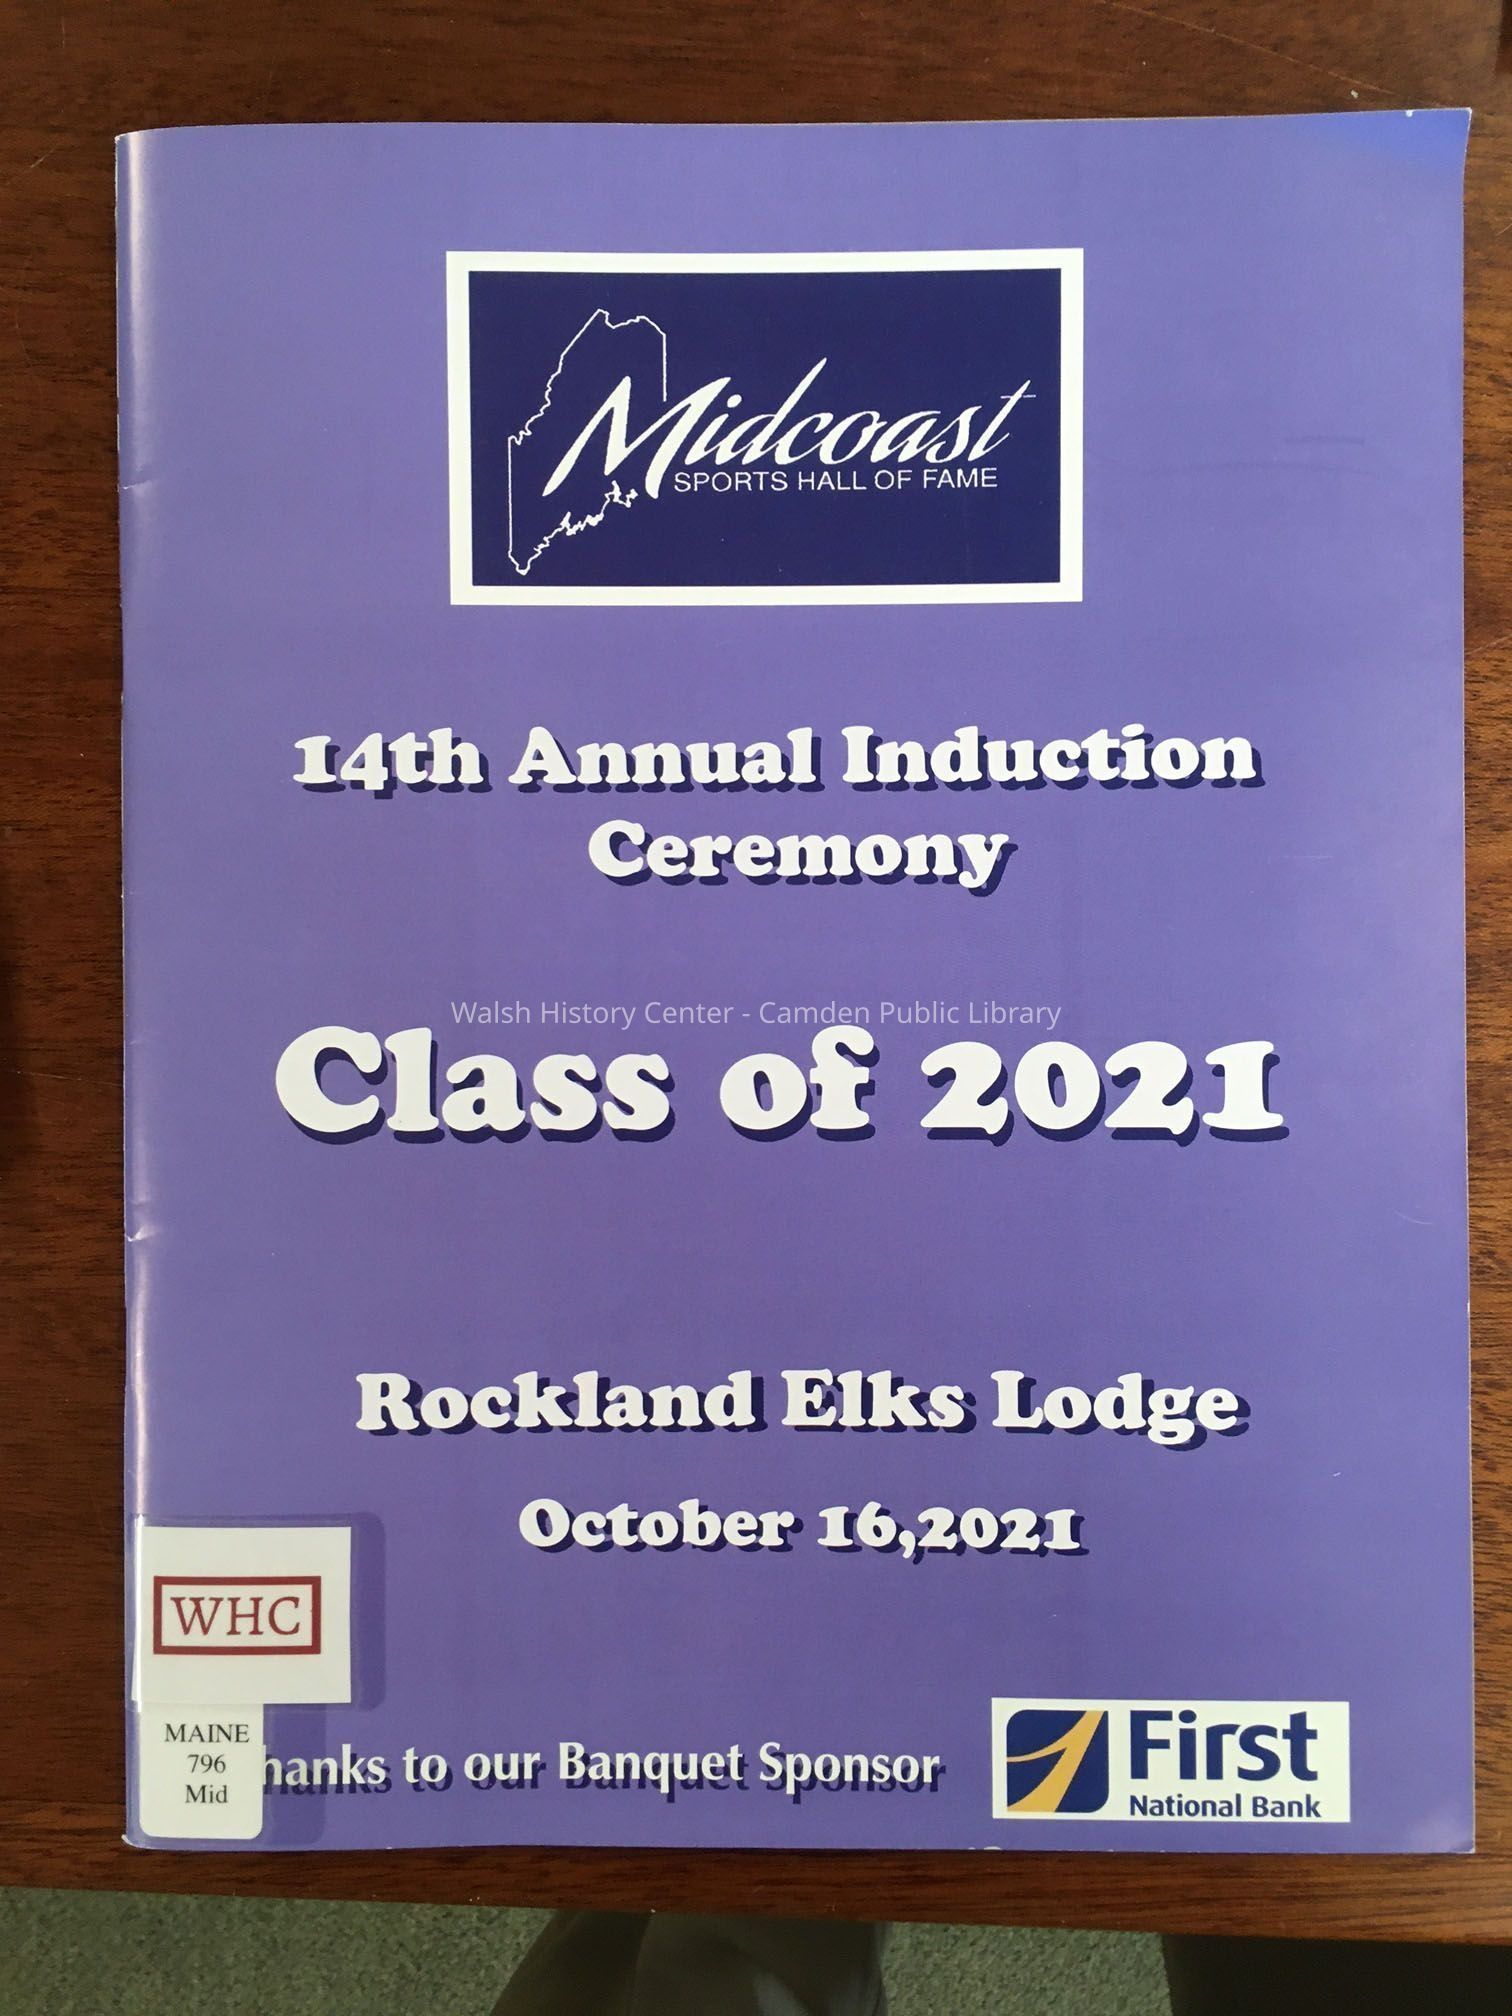 Midcoast
SPORTS HALL OF FAME
14th Annual Induction
Ceremony
Walsh History Center - Camden Public Library
Class of 2021
Rockland Elks Lodge
October 16,2021
WHC
MAINE
796
Mid
hanks to our Banquet Sponsor
First
National Bank